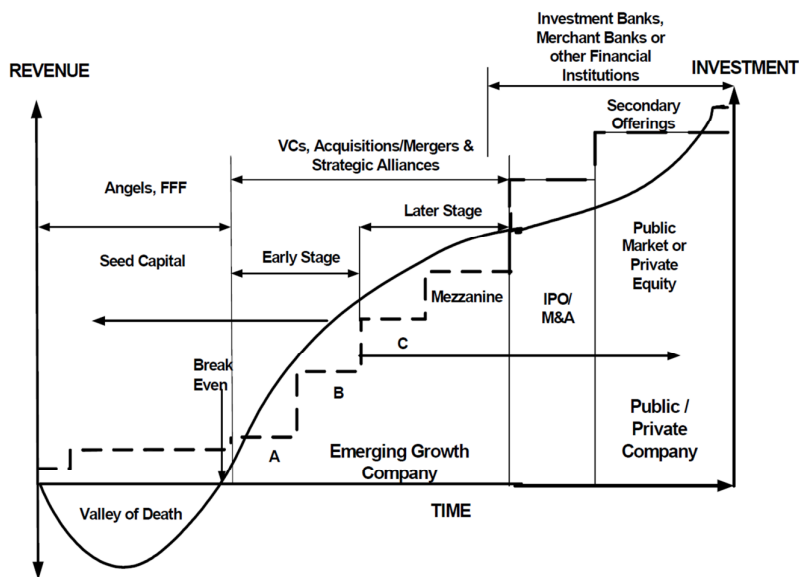 Investment Banks,
Merchant Banks or
other Financial
Institutions
REVENUE
INVESTMENT
Secondary
Offerings
VCs, Acquisitions/Mergers &
Strategic Alliances
Angels, FFF
Later Stage
Seed Capital
Early Stage
Public
Market or
Private
Equity
Mezzanine
IPO/
M&A
C
Break
Even
B
A
Emerging Growth
Company
Public /
Private
Company
Valley of Death
TIME